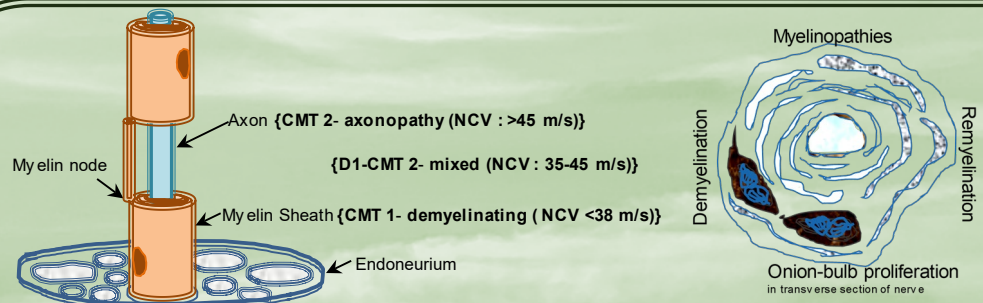 Myelinopathies
Axon {CMT 2- axonopathy (NCV : >45 m/s)}
Myelin node
{D1-CMT 2- mixed (NCV : 35-45 m/s)}
Demyelination
Remyelination
Myelin Sheath {CMT 1- demyelinating ( NCV <38 m/s)}
Endoneurium
Onion-bulb proliferation
in transverse section of nerve